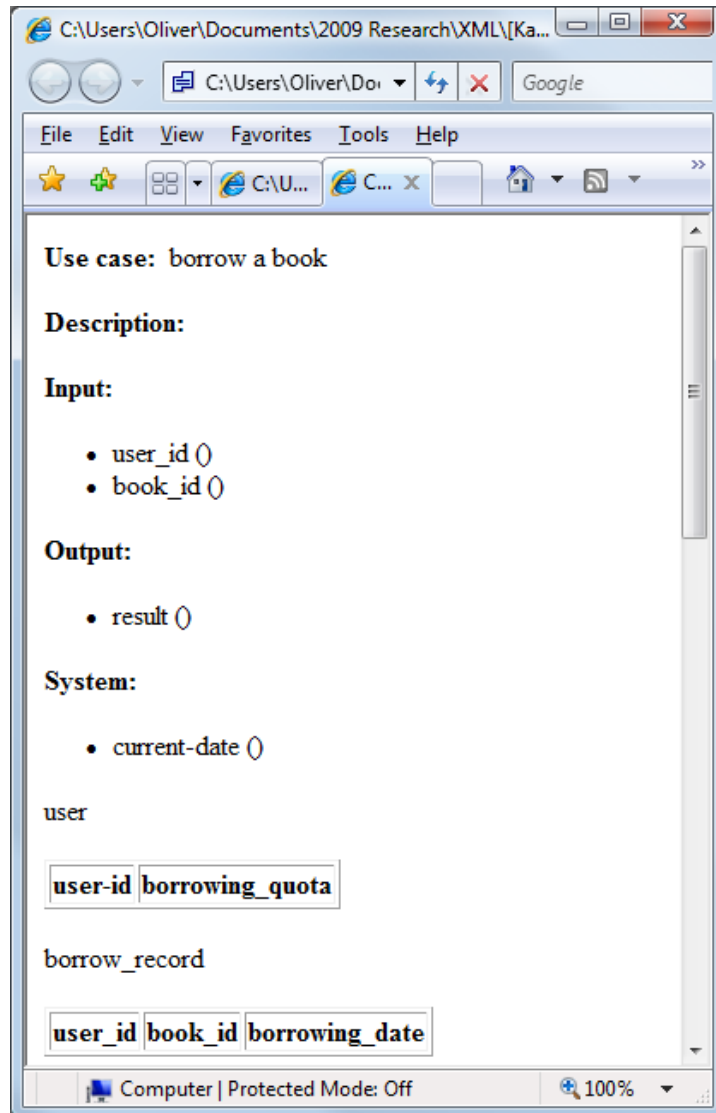 C:\Users\Oliver\Documents\2009 Research\XML\[Ka...
C:\Users\Oliver\Do
Google
File Edit View Favorites Tools Help
C:\U... C...
Use case: borrow a book
Description:
Input:
• user_id ()
• book_id ()
Output:
• result ()
System:
• current-date ()
user
user-id borrowing_quota
borrow_record
user_id book_id borrowing_date
Computer | Protected Mode: Off 100%